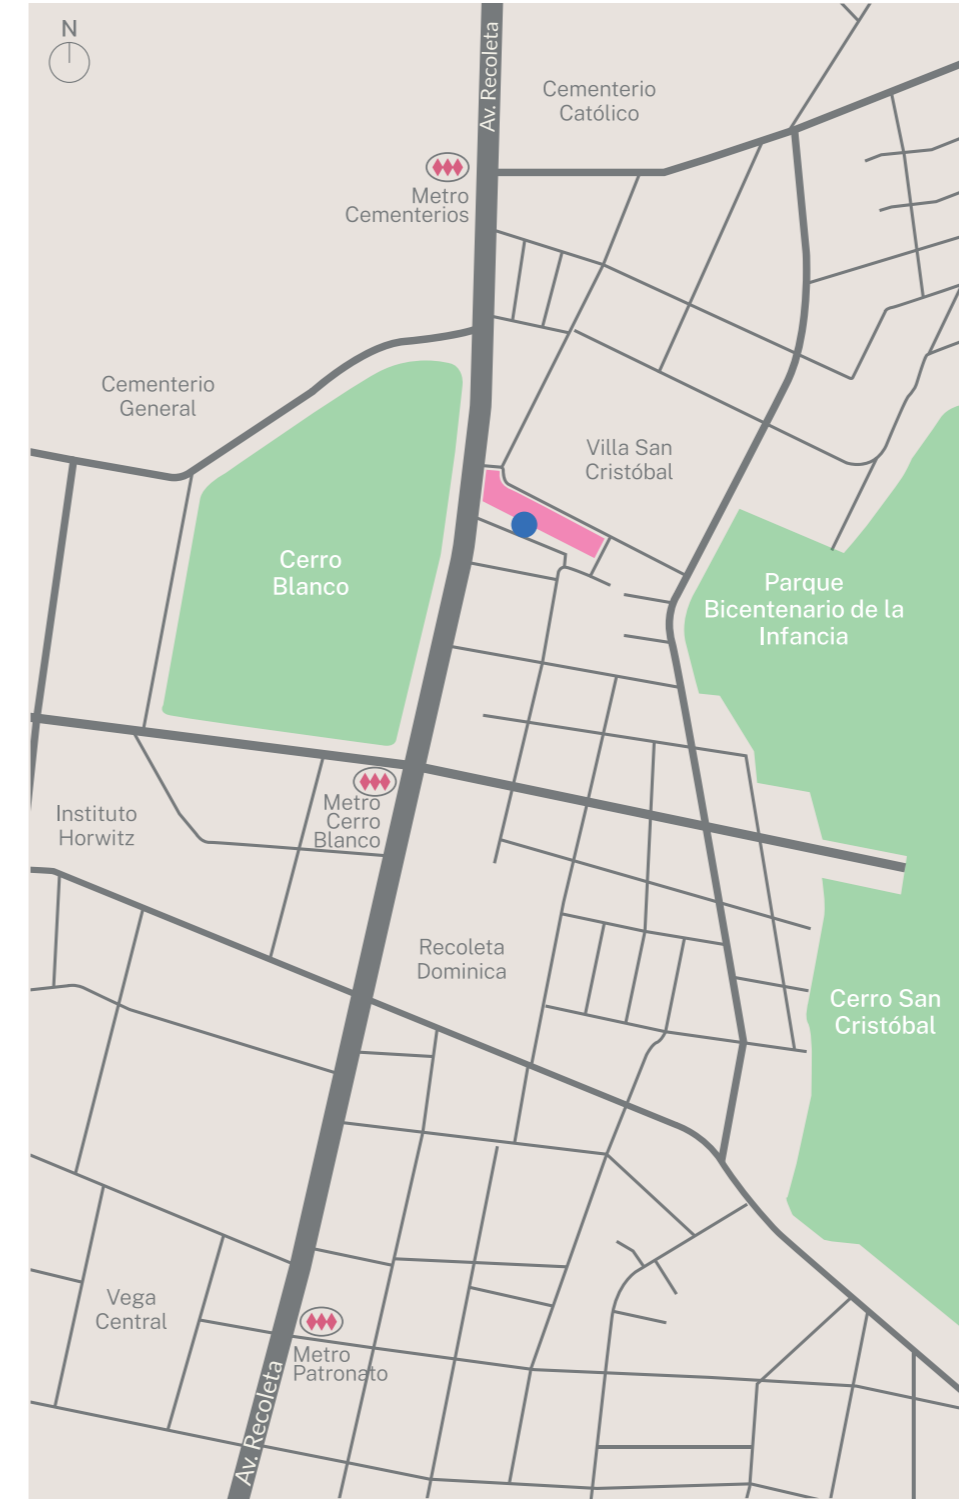 N
Av. Recoleta
Cementerio
Católico
Metro
Cementerios
Cementerio
General
Villa San
Cristóbal
Cerro
Blanco
Parque
Bicentenario de la
Infancia
Instituto
Horwitz
Metro
Cerro
Blanco
Recoleta
Dominica
Cerro San
Cristóbal
Vega
Central
Metro
Patronato
Av. Recoleta